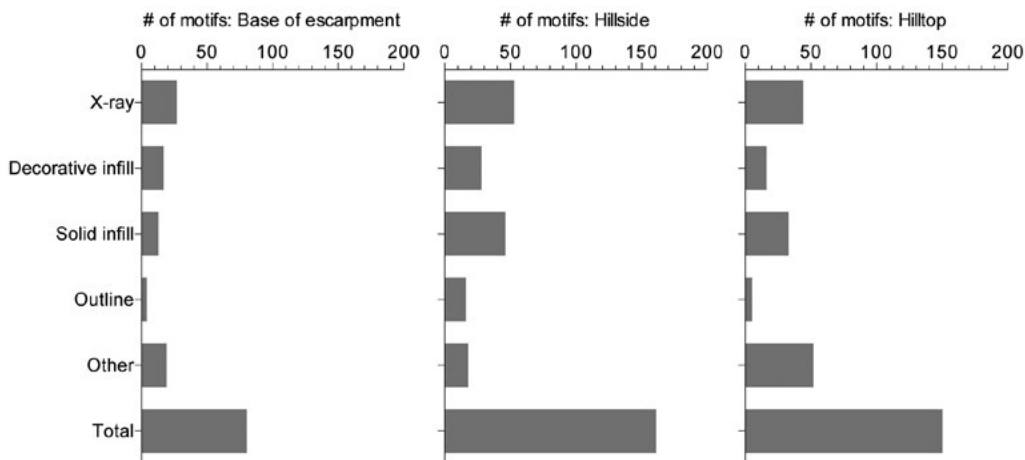 # of motifs: Base of escarpment # of motifs: Hillside # of motifs: Hilltop
0 50 100 150 200 0 50 100 150 200 0 50 100 150 200
X-ray
Decorative infill
Solid infill
Outline
Other
Total